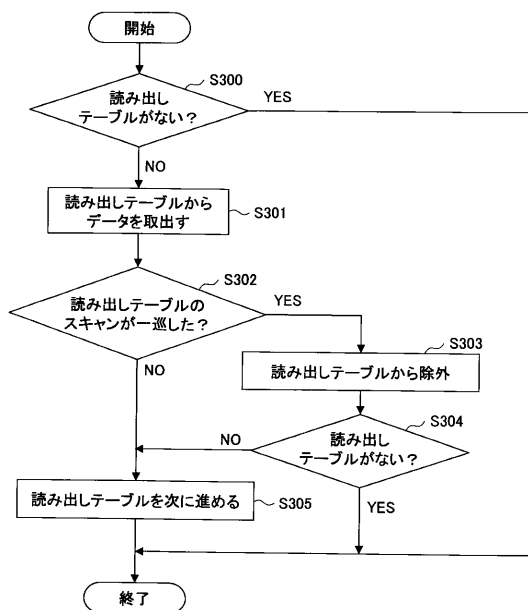 開始
S300
読み出し
テーブルがない?
YES
NO
読み出しテーブルから
データを取出す
S301
S302
読み出しテーブルの
スキャンが一巡した?
YES
NO
S303
読み出しテーブルから除外
S304
読み出し
テーブルがない?
NO
YES
読み出しテーブルを次に進める
S305
終了